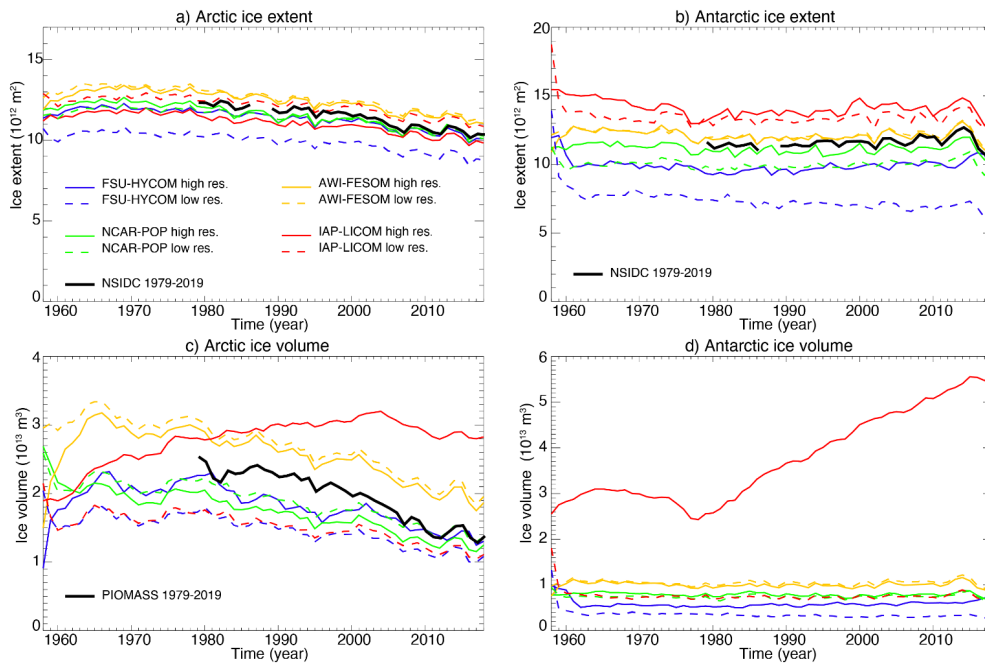 a) Arctic ice extent
Ice extent (10¹² m²)
15
10
5
0
FSU-HYCOM high res.
FSU-HYCOM low res.
NCAR-POP high res.
NCAR-POP low res.
NSIDC 1979-2019
AWI-FESOM high res.
AWI-FESOM low res.
IAP-LICOM high res.
IAP-LICOM low res.
1960 1970 1980 1990 2000 2010
Time (year)
b) Antarctic ice extent
Ice extent (10¹² m²)
20
15
10
5
0
NSIDC 1979-2019
1960 1970 1980 1990 2000 2010
Time (year)
c) Arctic ice volume
Ice volume (10¹³ m³)
4
3
2
1
0
PIOMASS 1979-2019
1960 1970 1980 1990 2000 2010
Time (year)
d) Antarctic ice volume
Ice volume (10¹³ m³)
6
5
4
3
2
1
0
1960 1970 1980 1990 2000 2010
Time (year)